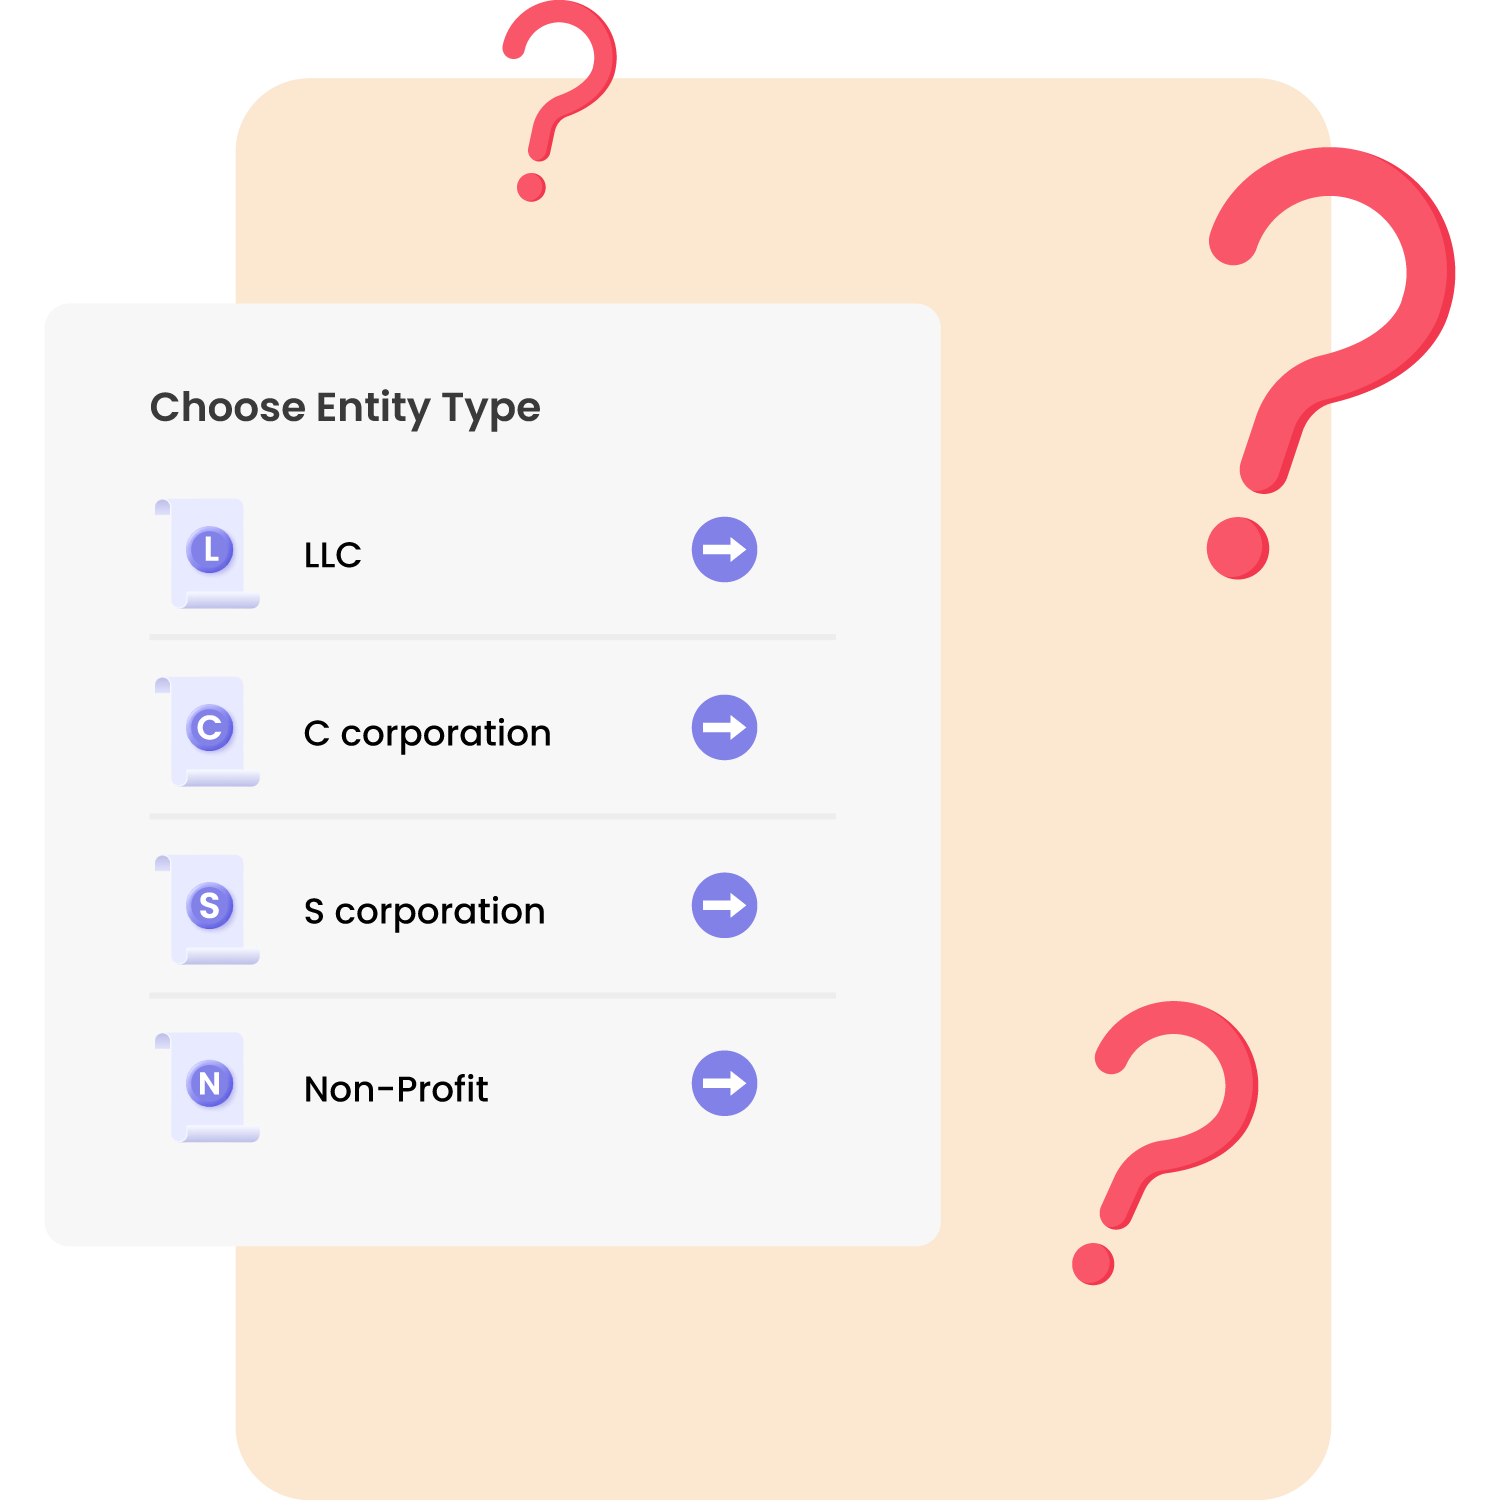 Choose Entity Type
L
LLC
C
C corporation
S
S corporation
N
Non-Profit